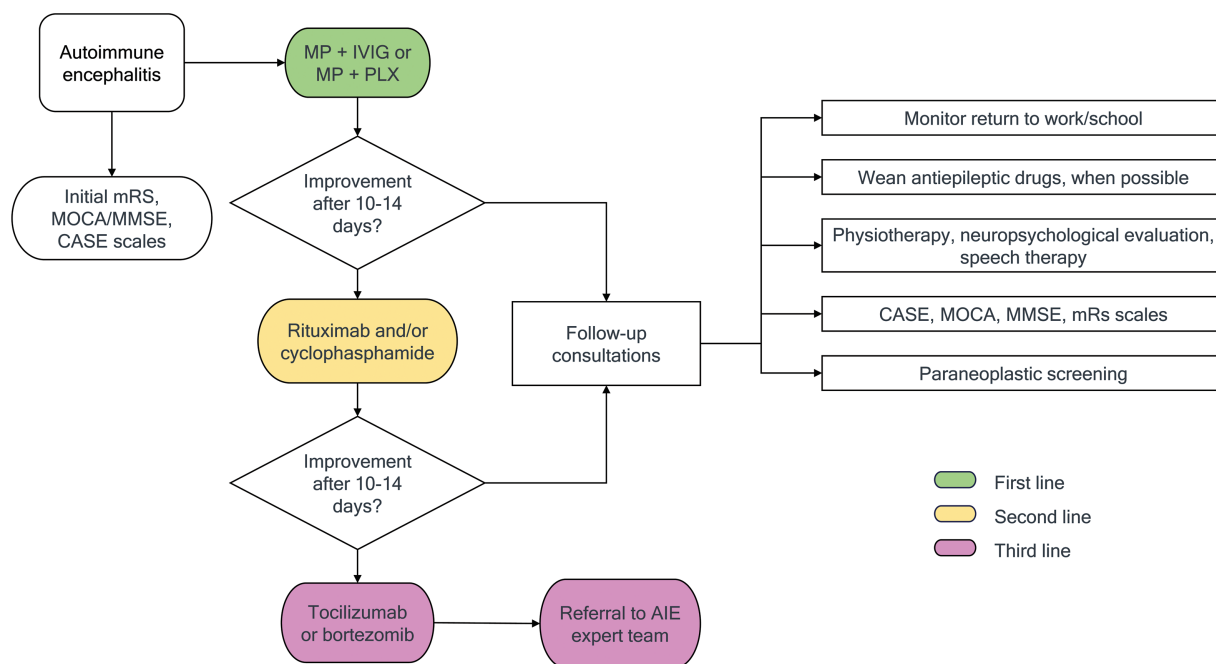 Autoimmune
encephalitis
MP + IVIG or
MP + PLX
Initial mRS,
MOCA/MMSE,
CASE scales
Improvement
after 10-14
days?
Rituximab and/or
cyclophasphamide
Improvement
after 10-14
days?
Tocilizumab
or bortezomib
Referral to AIE
expert team
Follow-up
consultations
Monitor return to work/school
Wean antiepileptic drugs, when possible
Physiotherapy, neuropsychological evaluation,
speech therapy
CASE, MOCA, MMSE, mRs scales
Paraneoplastic screening
First line
Second line
Third line